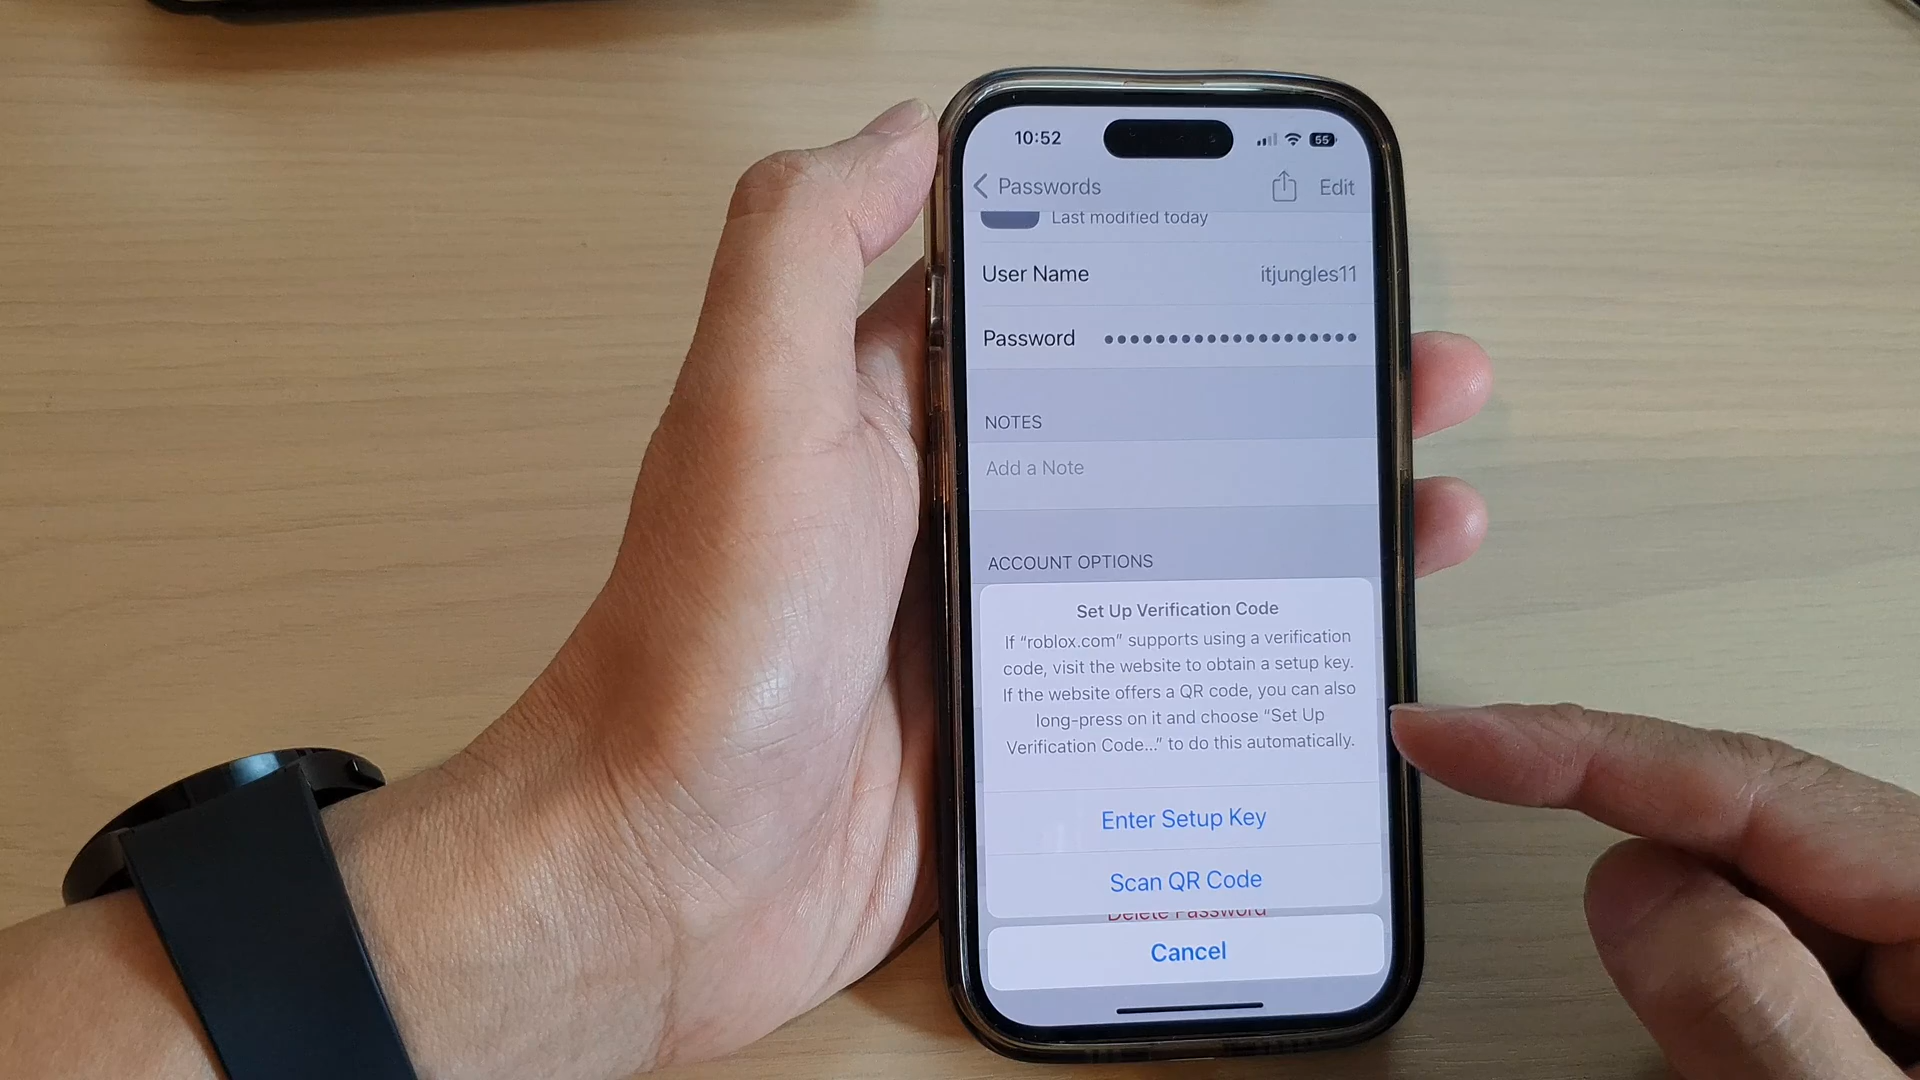 10:52
55
Passwords
Edit
Last modified today
User Name
itjungles11
Password
NOTES
Add a Note
ACCOUNT OPTIONS
Set Up Verification Code
If “roblox.com” supports using a verification
code, visit the website to obtain a setup key.
If the website offers a QR code, you can also
long-press on it and choose “Set Up
Verification Code...” to do this automatically.
Enter Setup Key
Scan QR Code
Delete Password
Cancel